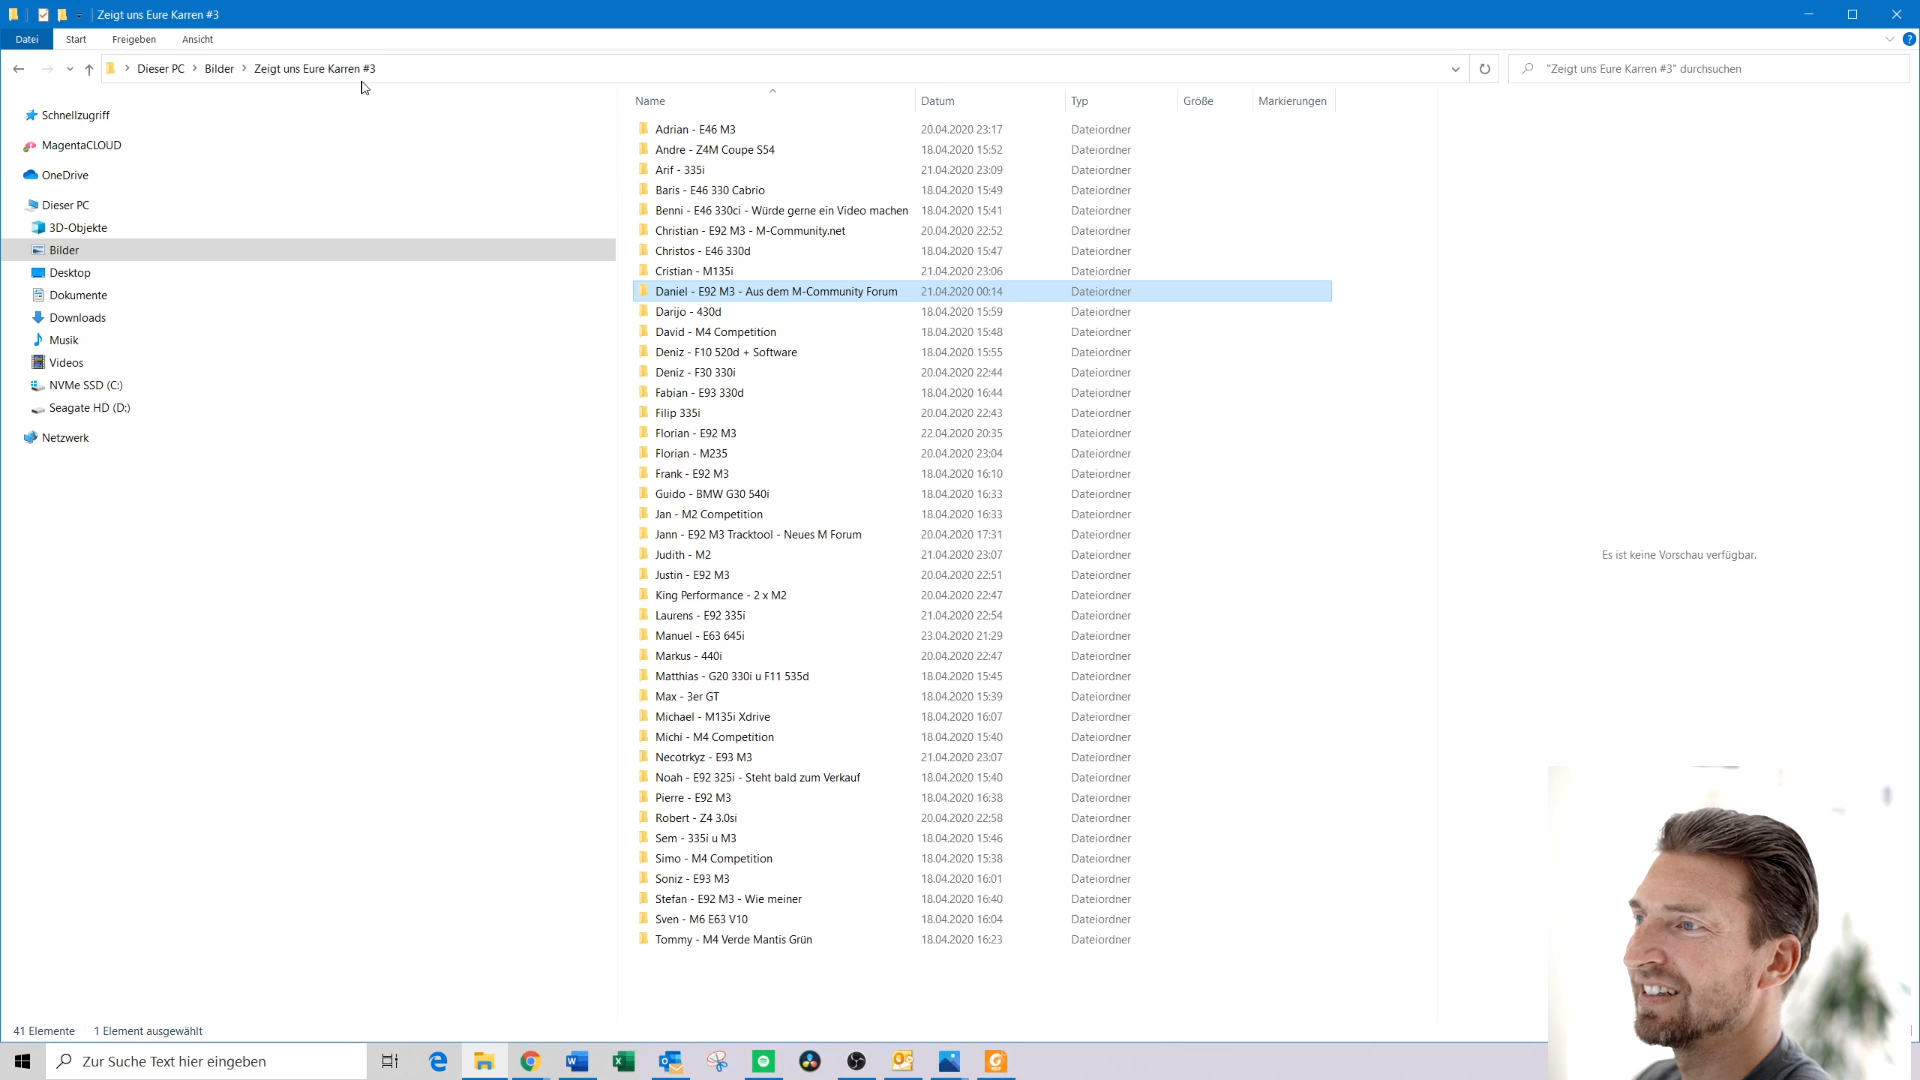 Zeigt uns Eure Karren #3
Datei Start Freigeben Ansicht
Dieser PC Bilder Zeigt uns Eure Karren #3
"Zeigt uns Eure Karren #3" durchsuchen
Name Datum Typ Größe Markierungen
Schnellzugriff
MagentaCLOUD
OneDrive
Dieser PC
3D-Objekte
Bilder
Desktop
Dokumente
Downloads
Musik
Videos
NVMe SSD (C:)
Seagate HD (D:)
Netzwerk
Adrian - E46 M3 20.04.2020 23:17 Dateiordner
Andre - Z4M Coupe S54 18.04.2020 15:52 Dateiordner
Arif - 335i 21.04.2020 23:09 Dateiordner
Baris - E46 330 Cabrio 18.04.2020 15:49 Dateiordner
Benni - E46 330ci - Würde gerne ein Video machen 18.04.2020 15:41 Dateiordner
Christian - E92 M3 - M-Community.net 20.04.2020 22:52 Dateiordner
Christos - E46 330d 18.04.2020 15:47 Dateiordner
Cristian - M135i 21.04.2020 23:06 Dateiordner
Daniel - E92 M3 - Aus dem M-Community Forum 21.04.2020 00:14 Dateiordner
Darijo - 430d 18.04.2020 15:59 Dateiordner
David - M4 Competition 18.04.2020 15:48 Dateiordner
Deniz - F10 520d + Software 18.04.2020 15:55 Dateiordner
Deniz - F30 330i 20.04.2020 22:44 Dateiordner
Fabian - E93 330d 18.04.2020 16:44 Dateiordner
Filip 335i 20.04.2020 22:43 Dateiordner
Florian - E92 M3 22.04.2020 20:35 Dateiordner
Florian - M235 20.04.2020 23:04 Dateiordner
Frank - E92 M3 18.04.2020 16:10 Dateiordner
Guido - BMW G30 540i 18.04.2020 16:33 Dateiordner
Jan - M2 Competition 18.04.2020 16:33 Dateiordner
Jann - E92 M3 Tracktool - Neues M Forum 20.04.2020 17:31 Dateiordner
Judith - M2 21.04.2020 23:07 Dateiordner
Justin - E92 M3 20.04.2020 22:51 Dateiordner
King Performance - 2 x M2 20.04.2020 22:47 Dateiordner
Laurens - E92 335i 21.04.2020 22:54 Dateiordner
Manuel - E63 645i 23.04.2020 21:29 Dateiordner
Markus - 440i 20.04.2020 22:47 Dateiordner
Matthias - G20 330i u F11 535d 18.04.2020 15:45 Dateiordner
Max - 3er GT 18.04.2020 15:39 Dateiordner
Michael - M135i Xdrive 18.04.2020 16:07 Dateiordner
Michi - M4 Competition 18.04.2020 15:40 Dateiordner
Necotrkyz - E93 M3 21.04.2020 23:07 Dateiordner
Noah - E92 325i - Steht bald zum Verkauf 18.04.2020 15:40 Dateiordner
Pierre - E92 M3 18.04.2020 16:38 Dateiordner
Robert - Z4 3.0si 20.04.2020 22:58 Dateiordner
Sem - 335i u M3 18.04.2020 15:46 Dateiordner
Simo - M4 Competition 18.04.2020 15:38 Dateiordner
Soniz - E93 M3 18.04.2020 16:01 Dateiordner
Stefan - E92 M3 - Wie meiner 18.04.2020 16:40 Dateiordner
Sven - M6 E63 V10 18.04.2020 16:04 Dateiordner
Tommy - M4 Verde Mantis Grün 18.04.2020 16:23 Dateiordner
Es ist keine Vorschau verfügbar.
41 Elemente 1 Element ausgewählt
Zur Suche Text hier eingeben